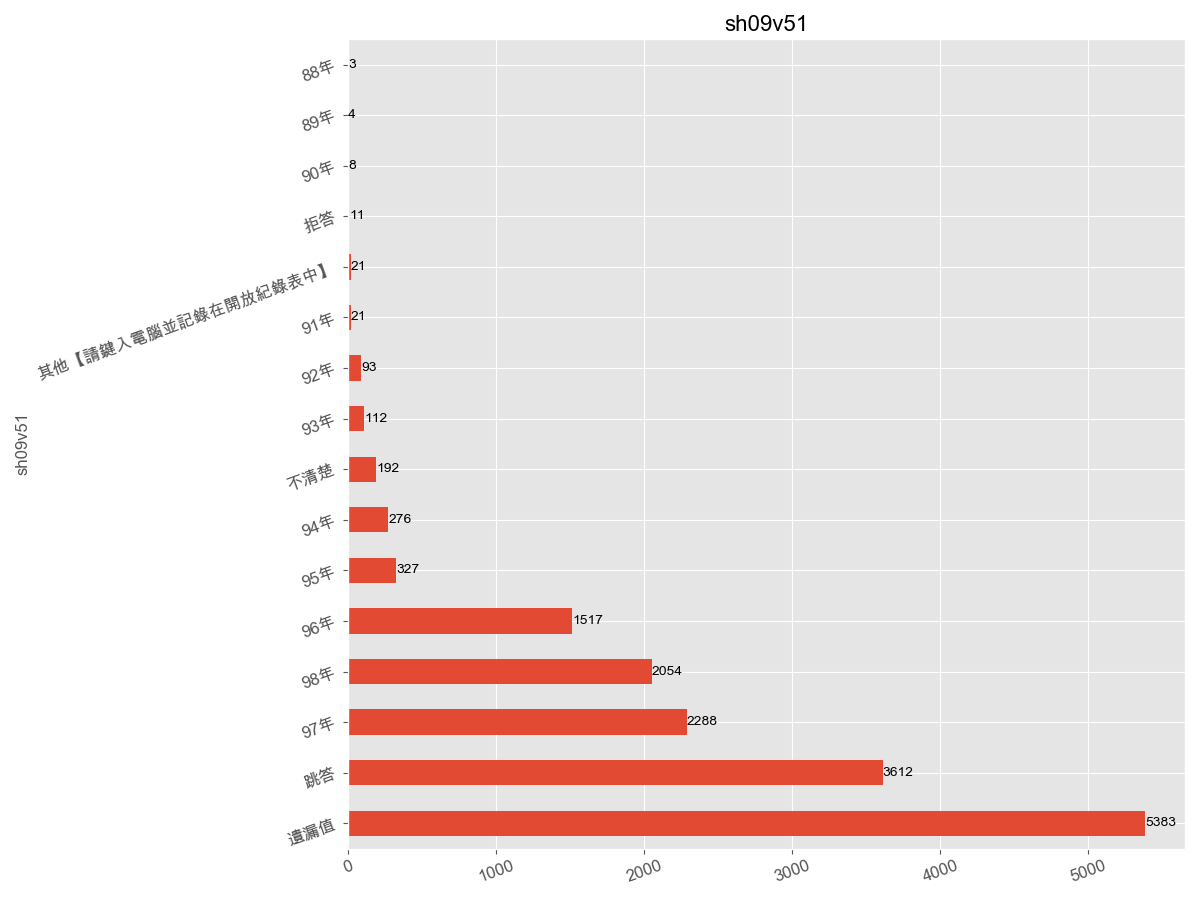 sh09v51
88年 3
89年 4
90年 8
拒答 11
其他【請鍵入電腦並記錄在開放紀錄表中】 21
91年 21
92年 93
93年 112
不清楚 192
94年 276
95年 327
96年 1517
98年 2054
97年 2288
跳答 3612
遺漏值 5383
sh09v51
0 1000 2000 3000 4000 5000